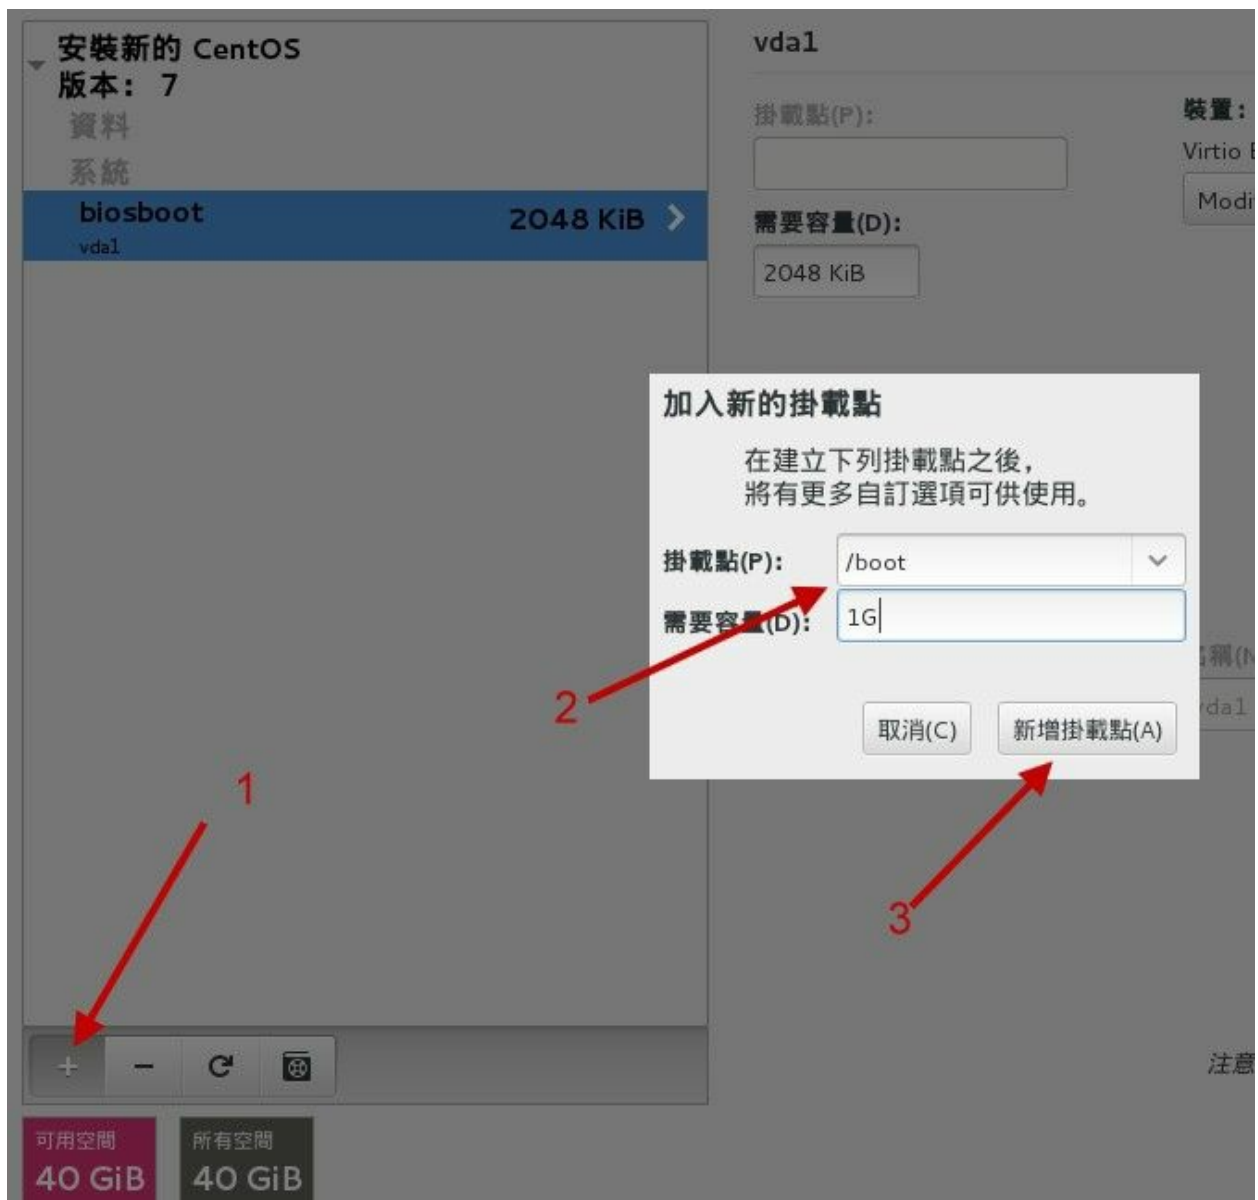 安裝新的 CentOS
版本： 7
資料
系統
biosboot
2048 KiB
vda1
vda1
掛載點(P):
裝置：
Virtio
需要容量(D):
2048 KiB
加入新的掛載點
在建立下列掛載點之後，
將有更多自訂選項可供使用。
掛載點(P):
/boot
需要容量(D):
1G
取消(C)
新增掛載點(A)
vda1
1
2
3
+
-
注意
可用空間
40 GiB
所有空間
40 GiB